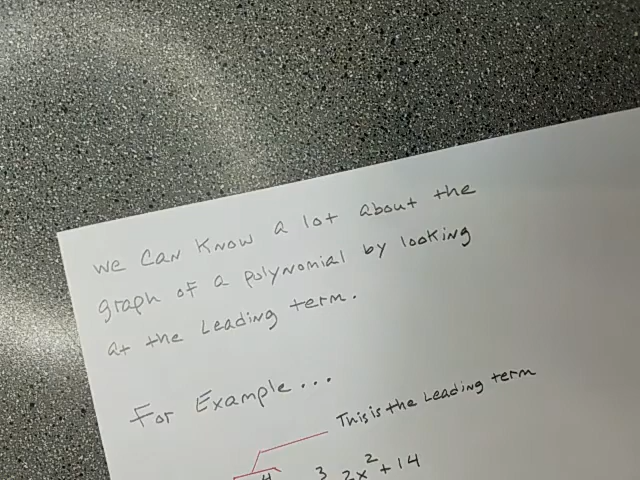 we can know a lot about the
graph of a polynomial by looking
at the Leading term.
For Example...
This is the Leading term
4 3 2x² + 14